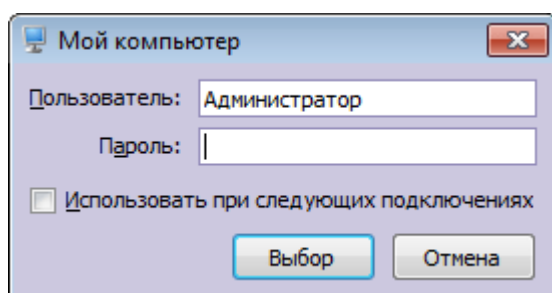 Мой компьютер
Пользователь: Администратор
Пароль:
Использовать при следующих подключениях
Выбор Отмена